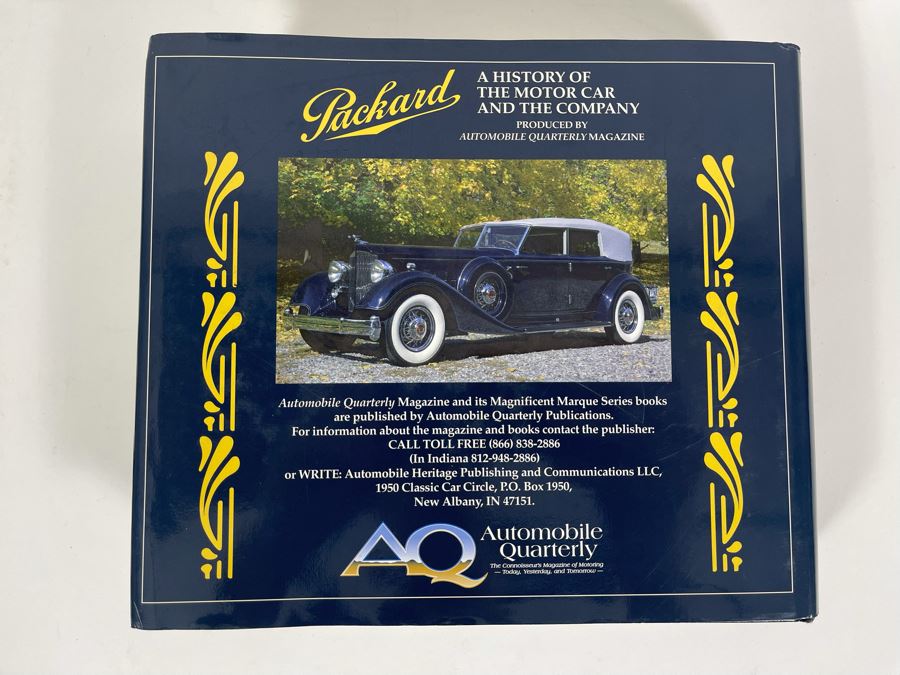 Packard
A HISTORY OF
THE MOTOR CAR
AND THE COMPANY
PRODUCED BY
AUTOMOBILE QUARTERLY MAGAZINE
Automobile Quarterly Magazine and its Magnificent Marque Series books
are published by Automobile Quarterly Publications.
For information about the magazine and books contact the publisher:
CALL TOLL FREE (866) 838-2886
(In Indiana 812-948-2886)
or WRITE: Automobile Heritage Publishing and Communications LLC,
1950 Classic Car Circle, P.O. Box 1950,
New Albany, IN 47151.
AQ
Automobile
Quarterly
The Connoisseur's Magazine of Motoring
— Today, Yesterday, and Tomorrow —